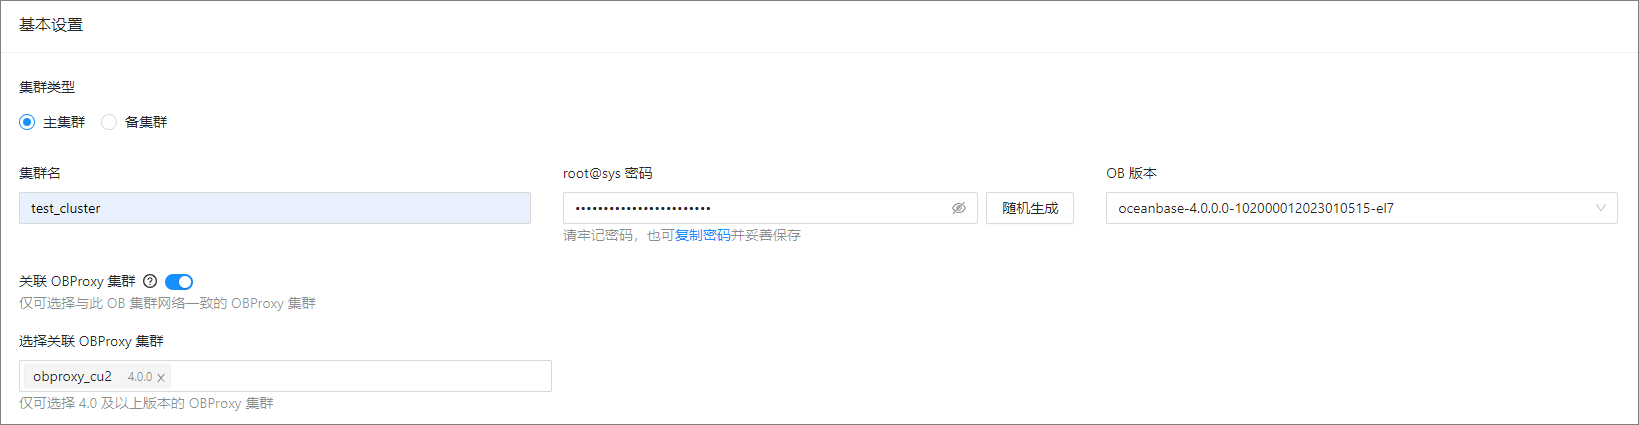 基本设置
集群类型
主集群 备集群
集群名 root@sys 密码 OB 版本
test_cluster •••••••••••••••••••••••• 随机生成 oceanbase-4.0.0.0-102000012023010515-el7
请牢记密码，也可复制密码并妥善保存
关联 OBProxy 集群
仅可选择与此 OB 集群网络一致的 OBProxy 集群
选择关联 OBProxy 集群
obproxy_cu2 4.0.0 ×
仅可选择 4.0 及以上版本的 OBProxy 集群